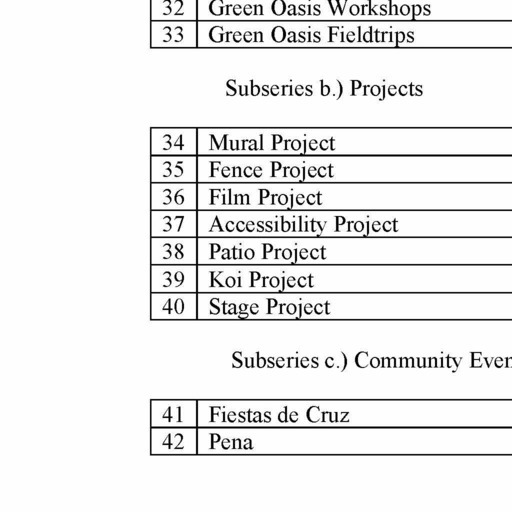 32 Green Oasis Workshops
33 Green Oasis Fieldtrips
Subseries b.) Projects
34 Mural Project
35 Fence Project
36 Film Project
37 Accessibility Project
38 Patio Project
39 Koi Project
40 Stage Project
Subseries c.) Community
41 Fiestas de Cruz
42 Pena